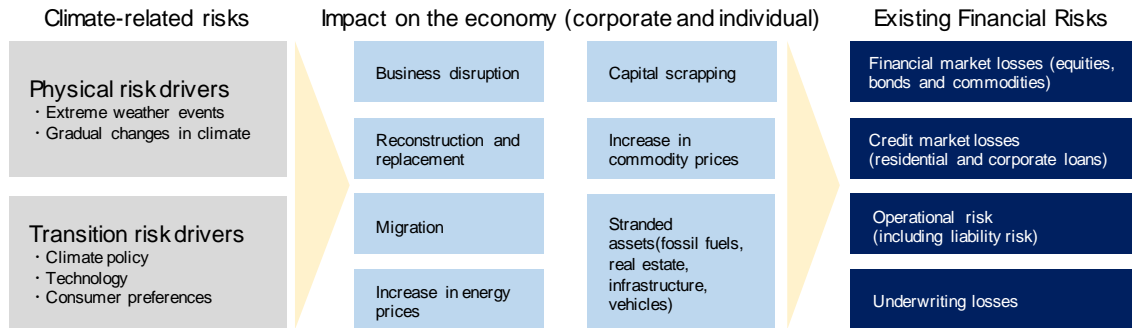 Climate-related risks
Impact on the economy (corporate and individual)
Existing Financial Risks
Physical risk drivers
・Extreme weather events
・Gradual changes in climate
Transition risk drivers
・Climate policy
・Technology
・Consumer preferences
Business disruption
Reconstruction and
replacement
Migration
Increase in energy
prices
Capital scrapping
Increase in
commodity prices
Stranded
assets(fossil fuels,
real estate,
infrastructure,
vehicles)
Financial market losses (equities,
bonds and commodities)
Credit market losses
(residential and corporate loans)
Operational risk
(including liability risk)
Underwriting losses